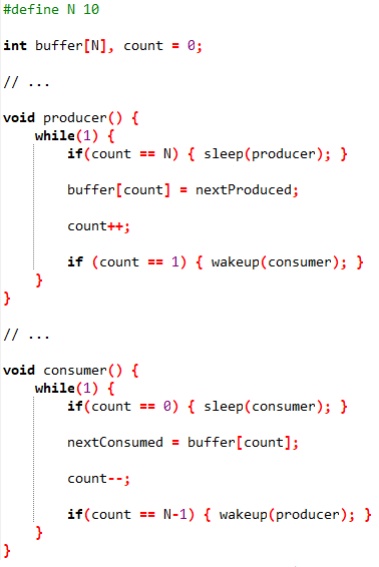 #define N 10
int buffer[N], count = 0;
// ...
void producer() {
while(1) {
if(count == N) { sleep(producer); }
buffer[count] = nextProduced;
count++;
if (count == 1) { wakeup(consumer); }
}
}
// ...
void consumer() {
while(1) {
if(count == 0) { sleep(consumer); }
nextConsumed = buffer[count];
count--;
if(count == N-1) { wakeup(producer); }
}
}